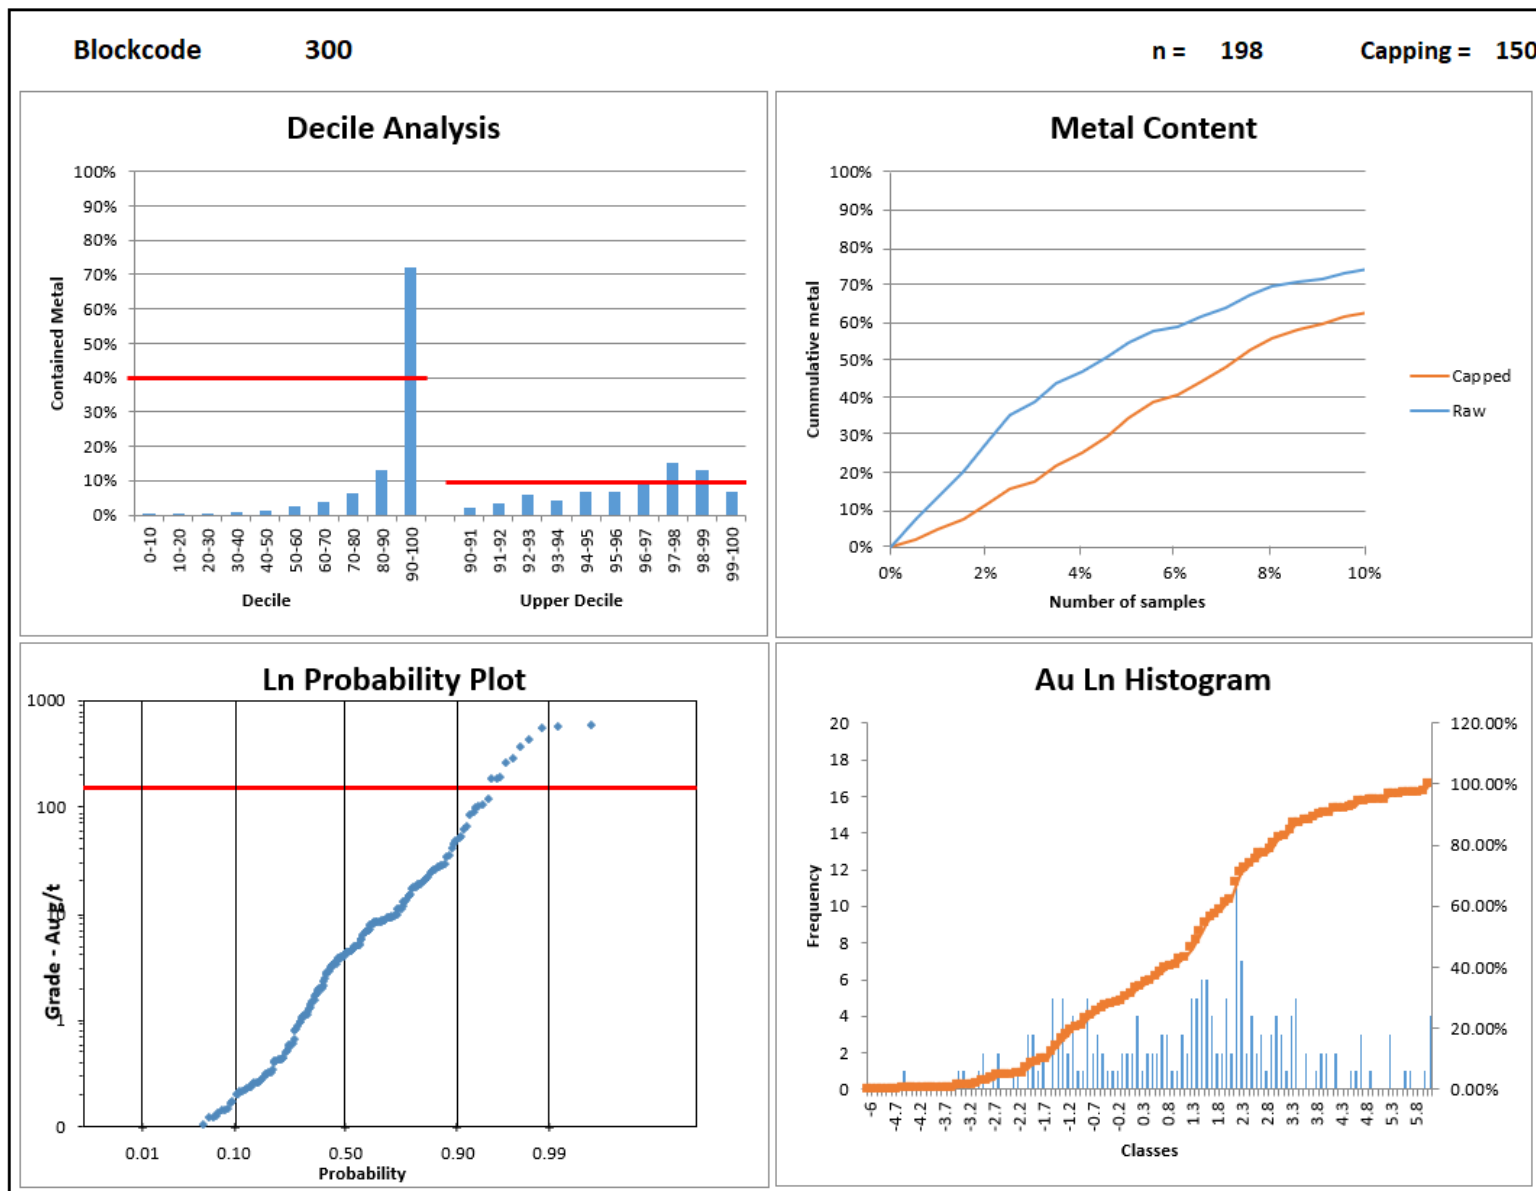 Blockcode 300 n = 198 Capping = 150
Decile Analysis
100%
90%
80%
70%
60%
50%
40%
30%
20%
10%
0%
Contained Metal
0-10 10-20 20-30 30-40 40-50 50-60 60-70 70-80 80-90 90-100 90-91 91-92 92-93 93-94 94-95 95-96 96-97 97-98 98-99 99-100
Decile Upper Decile
Metal Content
100%
90%
80%
70%
60%
50%
40%
30%
20%
10%
0%
Cummulative metal
0% 2% 4% 6% 8% 10%
Number of samples
Capped
Raw
Ln Probability Plot
1000
100
10
1
0
Grade - Au g/t
0.01 0.10 0.50 0.90 0.99
Probability
Au Ln Histogram
20
18
16
14
12
10
8
6
4
2
0
Frequency
120.00%
100.00%
80.00%
60.00%
40.00%
20.00%
0.00%
-6 -4.7 -4.2 -3.7 -3.2 -2.7 -2.2 -1.7 -1.2 -0.7 -0.2 0.3 0.8 1.3 1.8 2.3 2.8 3.3 3.8 4.3 4.8 5.3 5.8
Classes